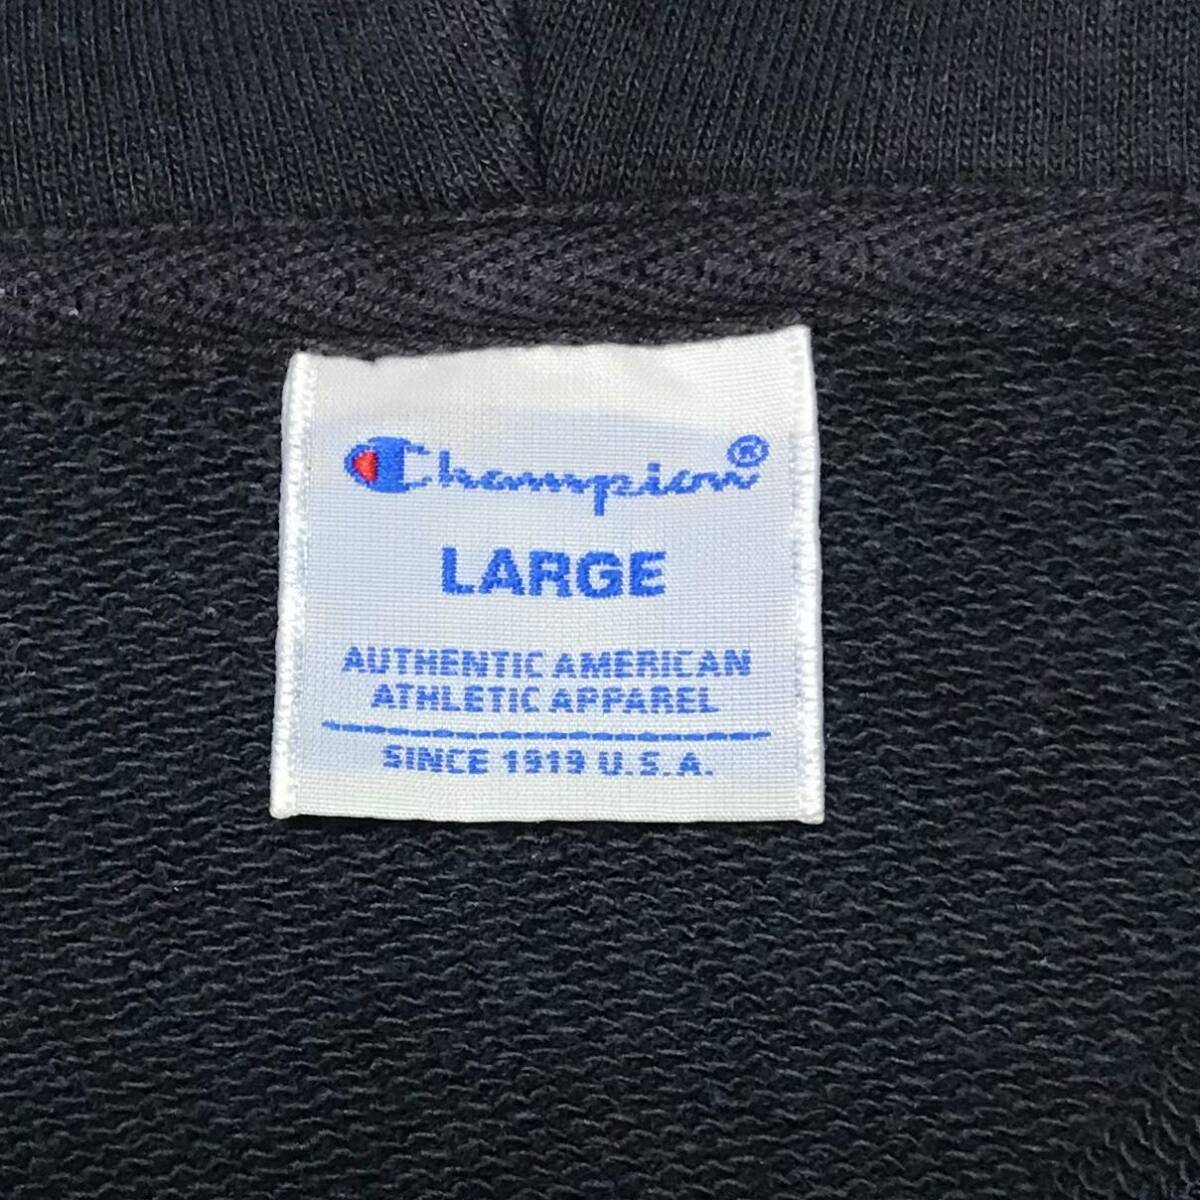 Champion®
LARGE
AUTHENTIC AMERICAN
ATHLETIC APPAREL
SINCE 1919 U.S.A.